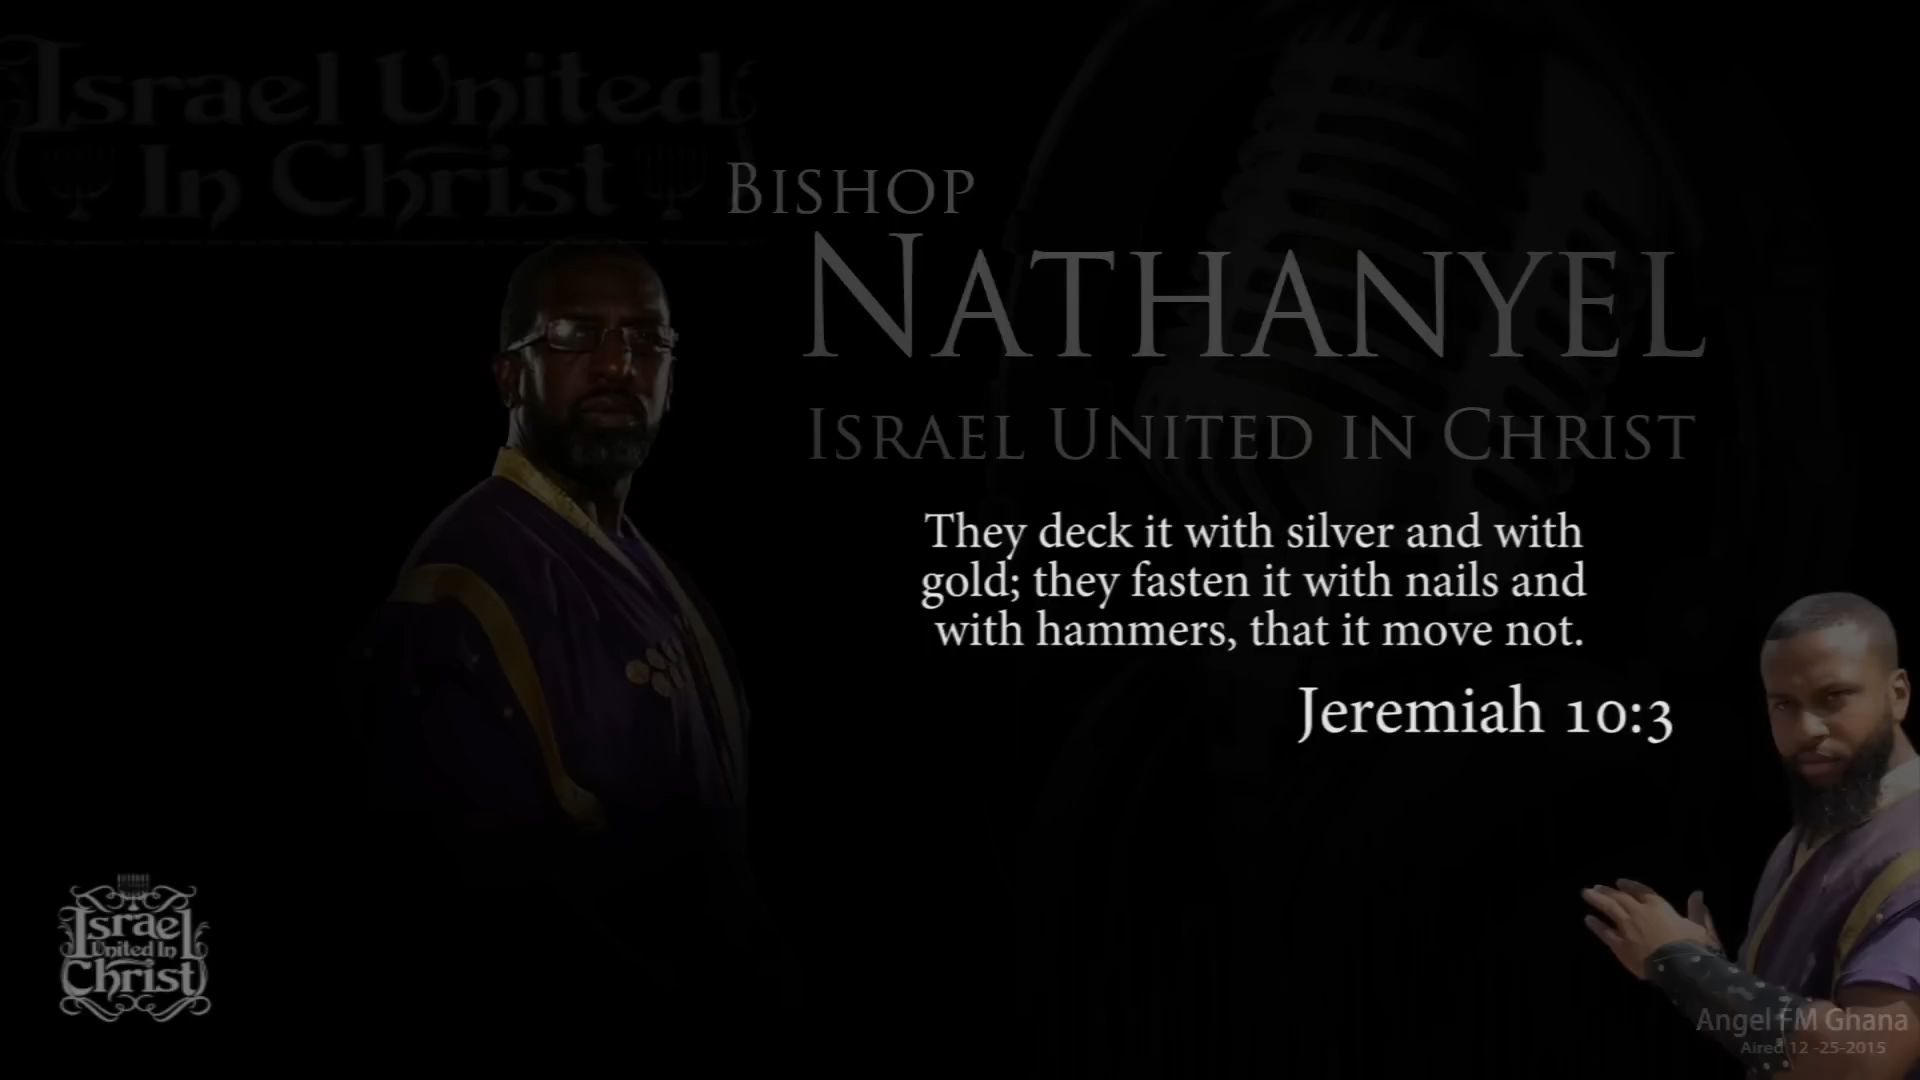 Israel United
In Christ
BISHOP
NATHANYEL
ISRAEL UNITED IN CHRIST
They deck it with silver and with
gold; they fasten it with nails and
with hammers, that it move not.
Jeremiah 10:3
Israel
United In
Christ
Angel FM Ghana
Aired 12 -25-2015